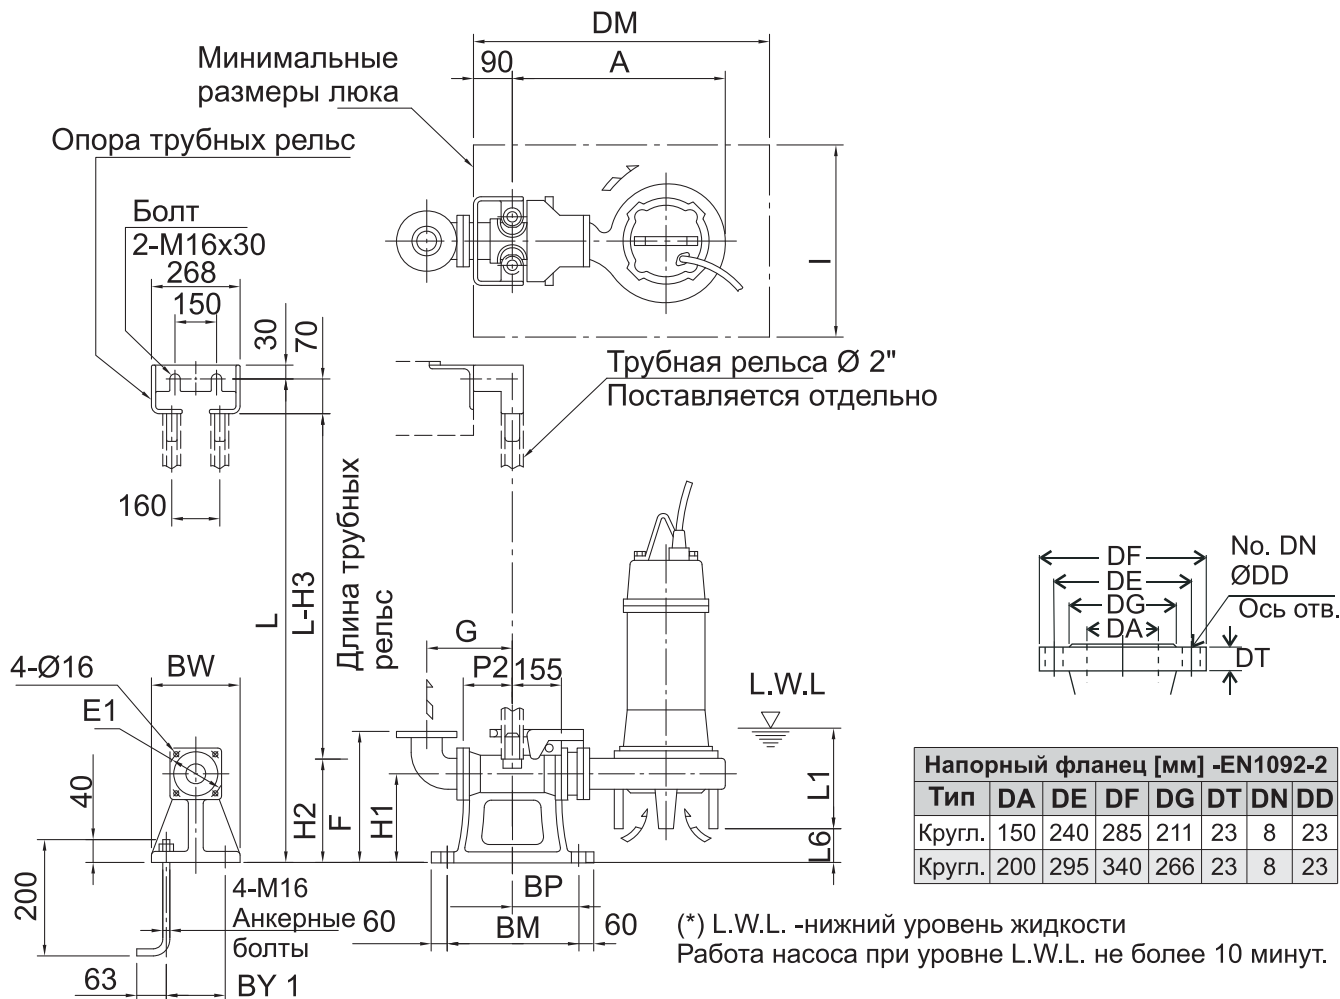 DM
Минимальные
размеры люка
90
A
Опора трубных рельс
Болт
2-M16x30
268
150
30
70
I
Трубная рельса Ø 2"
Поставляется отдельно
160
L
L-H3
Длина трубных
рельс
G
P2
155
4-Ø16
BW
E1
L.W.L
DF
DE
DG
DA
No. DN
ØDD
Ось отв.
DT
40
H2
F
H1
L1
L6
200
4-M16
Анкерные
болты
60
BP
BM
60
63
BY 1
Напорный фланец [мм] -EN1092-2
Тип DA DE DF DG DT DN DD
Кругл. 150 240 285 211 23 8 23
Кругл. 200 295 340 266 23 8 23
(*) L.W.L. -нижний уровень жидкости
Работа насоса при уровне L.W.L. не более 10 минут.